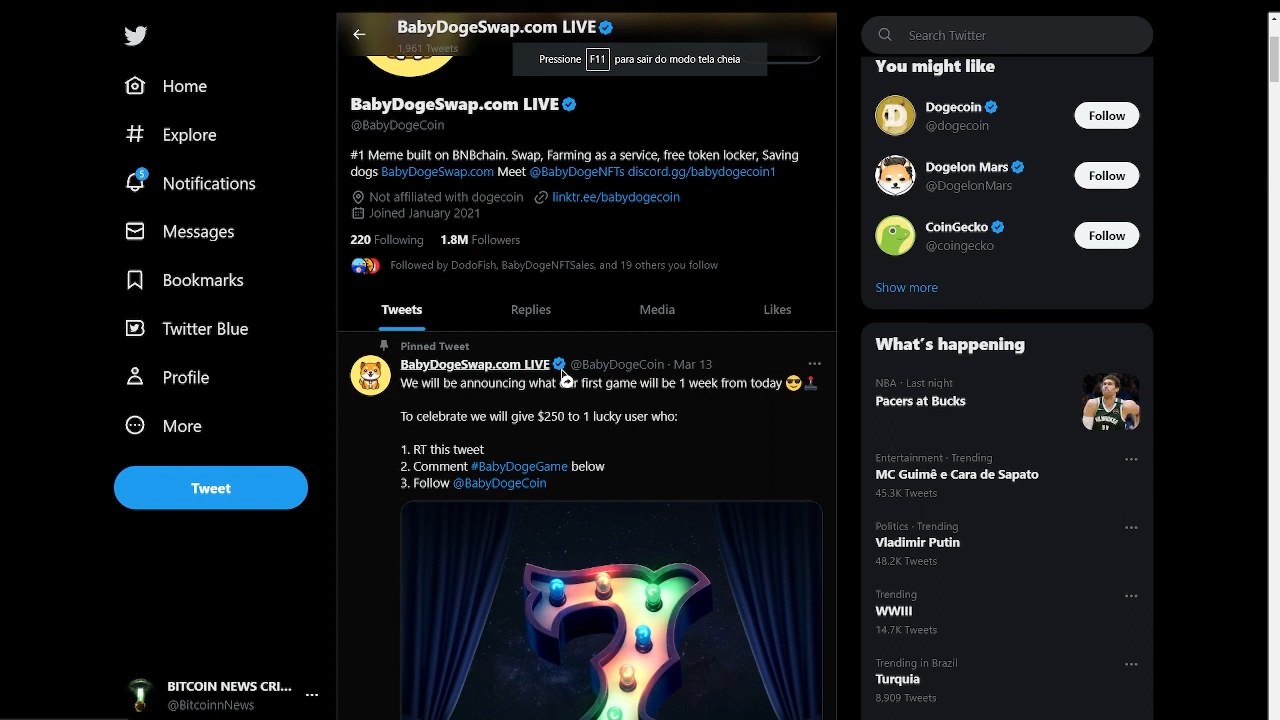 BabyDogeSwap.com LIVE
1,961 Tweets
Pressione F11 para sair do modo tela cheia
Home
Explore
5
Notifications
Messages
Bookmarks
Twitter Blue
Profile
More
Tweet
BITCOIN NEWS CRI...
@BitcoinnNews
BabyDogeSwap.com LIVE
@BabyDogeCoin
#1 Meme built on BNBchain. Swap, Farming as a service, free token locker, Saving
dogs BabyDogeSwap.com Meet @BabyDogeNFTs discord.gg/babydogecoin1
Not affiliated with dogecoin linktr.ee/babydogecoin
Joined January 2021
220 Following 1.8M Followers
Followed by DodoFish, BabyDogeNFTSales, and 19 others you follow
Tweets Replies Media Likes
Pinned Tweet
BabyDogeSwap.com LIVE @BabyDogeCoin · Mar 13
We will be announcing what our first game will be 1 week from today 😎🕹️
To celebrate we will give $250 to 1 lucky user who:
1. RT this tweet
2. Comment #BabyDogeGame below
3. Follow @BabyDogeCoin
7
Search Twitter
You might like
Dogecoin
@dogecoin
Follow
Dogelon Mars
@DogelonMars
Follow
CoinGecko
@coingecko
Follow
Show more
What's happening
NBA · Last night
Pacers at Bucks
Entertainment · Trending
MC Guimê e Cara de Sapato
45.3K Tweets
Politics · Trending
Vladimir Putin
48.2K Tweets
Trending
WWIII
14.7K Tweets
Trending in Brazil
Turquia
8,909 Tweets